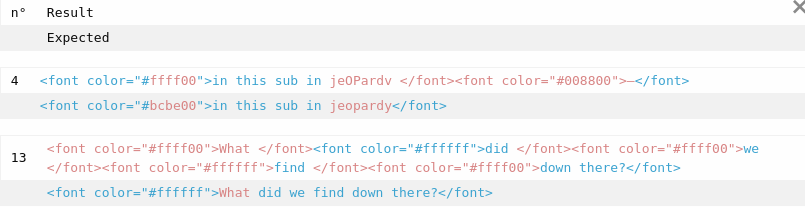 n° Result
Expected
4 <font color="#ffff00">in this sub in jeOPardv </font><font color="#008800">—</font>
<font color="#bcbe00">in this sub in jeopardy</font>
<font color="#ffff00">What </font><font color="#ffffff">did </font><font color="#ffff00">we
13
</font><font color="#ffffff">find </font><font color="#ffff00">down there?</font>
<font color="#ffffff">What did we find down there?</font>